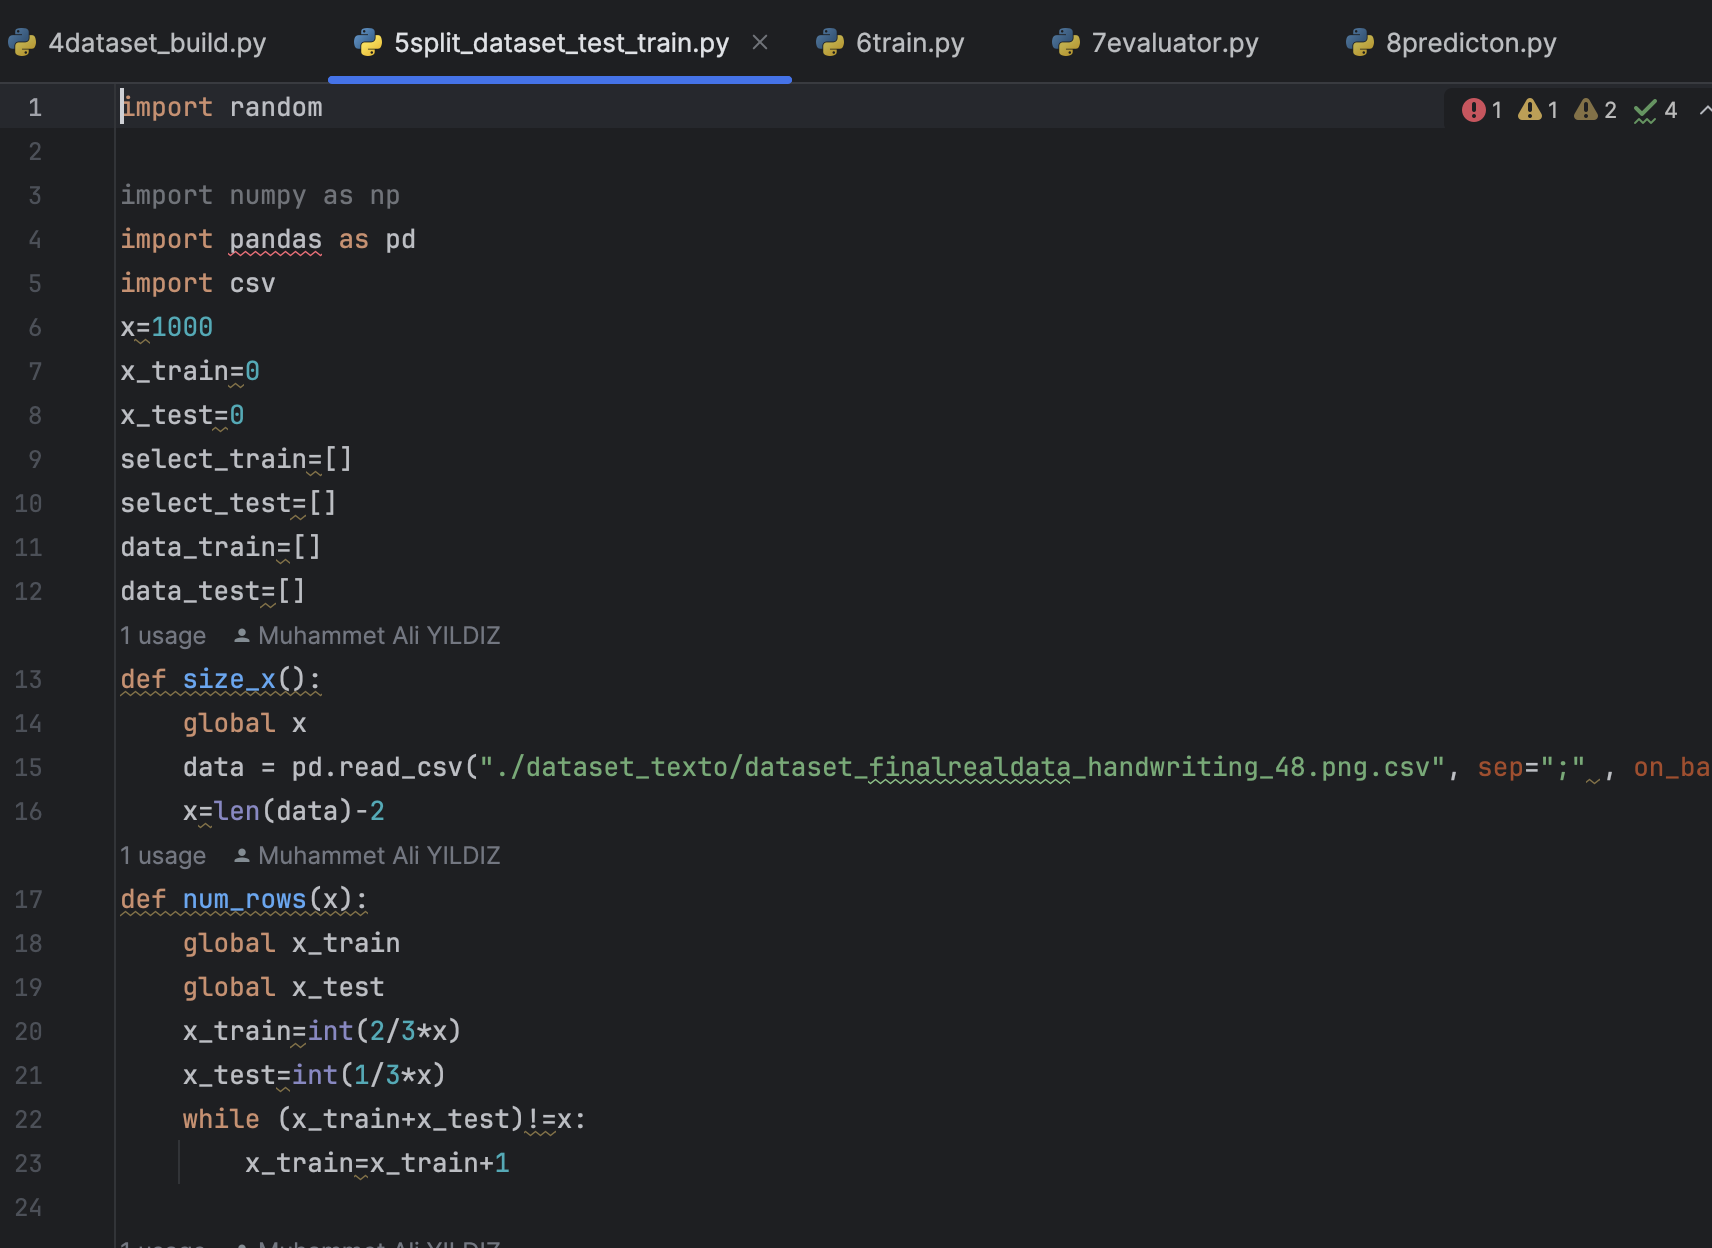 4dataset_build.py 5split_dataset_test_train.py 6train.py 7evaluator.py 8predicton.py
1 import random 1 1 2 4
2
3 import numpy as np
4 import pandas as pd
5 import csv
6 x=1000
7 x_train=0
8 x_test=0
9 select_train=[]
10 select_test=[]
11 data_train=[]
12 data_test=[]
1 usage Muhammet Ali YILDIZ
13 def size_x():
14 global x
15 data = pd.read_csv("./dataset_texto/dataset_finalrealdata_handwriting_48.png.csv", sep=";" , on_ba
16 x=len(data)-2
1 usage Muhammet Ali YILDIZ
17 def num_rows(x):
18 global x_train
19 global x_test
20 x_train=int(2/3*x)
21 x_test=int(1/3*x)
22 while (x_train+x_test)!=x:
23 x_train=x_train+1
24
1 usage Muhammet Ali YILDIZ